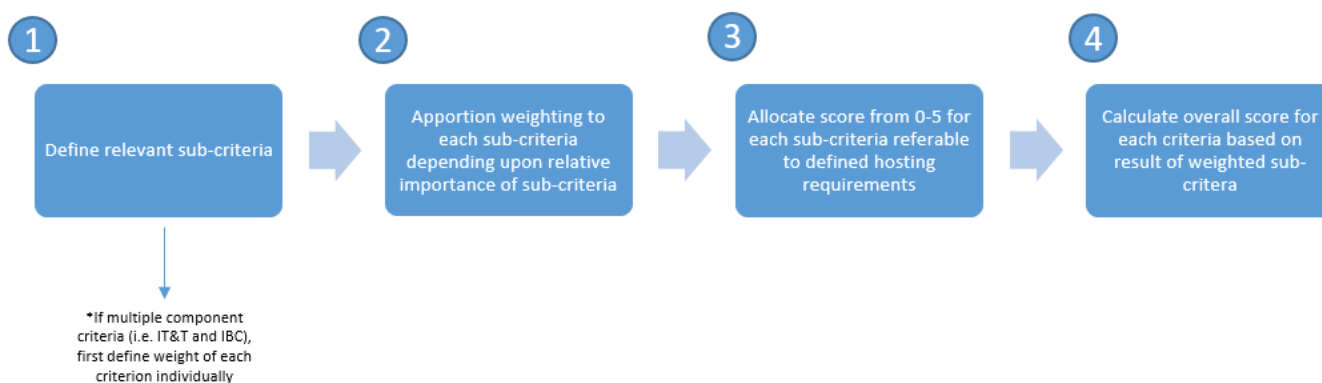 1
Define relevant sub-criteria
*If multiple component
criteria (i.e. IT&T and IBC),
first define weight of each
criterion individually
2
Apportion weighting to
each sub-criteria
depending upon relative
importance of sub-criteria
3
Allocate score from 0-5 for
each sub-criteria referable
to defined hosting
requirements
4
Calculate overall score for
each criteria based on
result of weighted sub-
critera